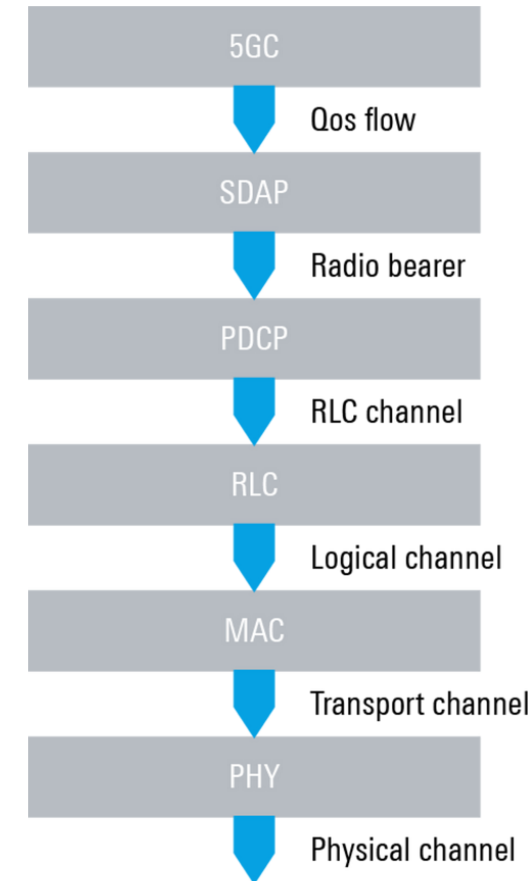 5GC
Qos flow
SDAP
Radio bearer
PDCP
RLC channel
RLC
Logical channel
MAC
Transport channel
PHY
Physical channel